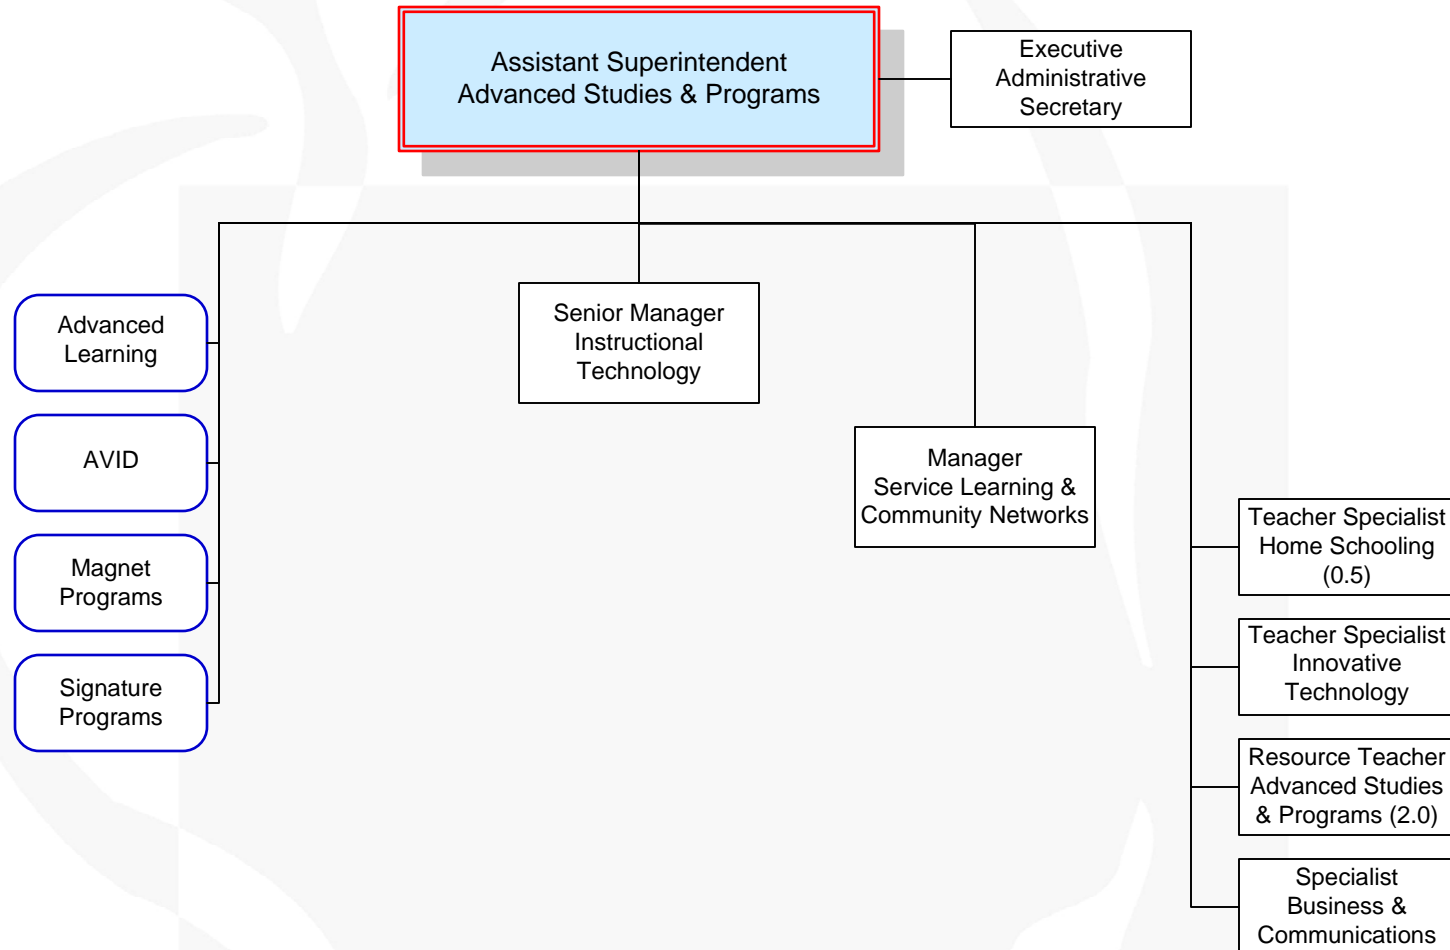 Assistant Superintendent
Advanced Studies & Programs
Executive
Administrative
Secretary
Senior Manager
Instructional
Technology
Manager
Service Learning &
Community Networks
Advanced
Learning
AVID
Magnet
Programs
Signature
Programs
Teacher Specialist
Home Schooling
(0.5)
Teacher Specialist
Innovative
Technology
Resource Teacher
Advanced Studies
& Programs (2.0)
Specialist
Business &
Communications